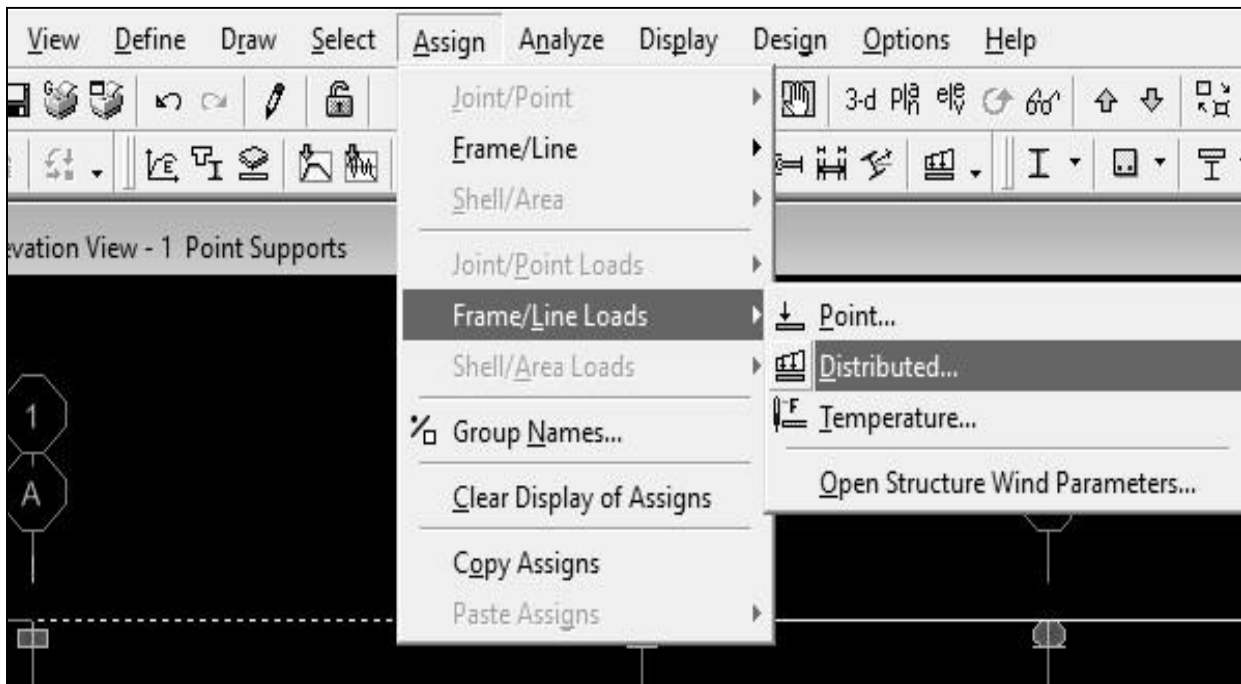 View Define Draw Select Assign Analyze Display Design Options Help
3-d
Elevation View - 1 Point Supports
Joint/Point
Frame/Line
Shell/Area
Joint/Point Loads
Frame/Line Loads
Shell/Area Loads
Group Names...
Clear Display of Assigns
Copy Assigns
Paste Assigns
Point...
Distributed...
Temperature...
Open Structure Wind Parameters...
1
A